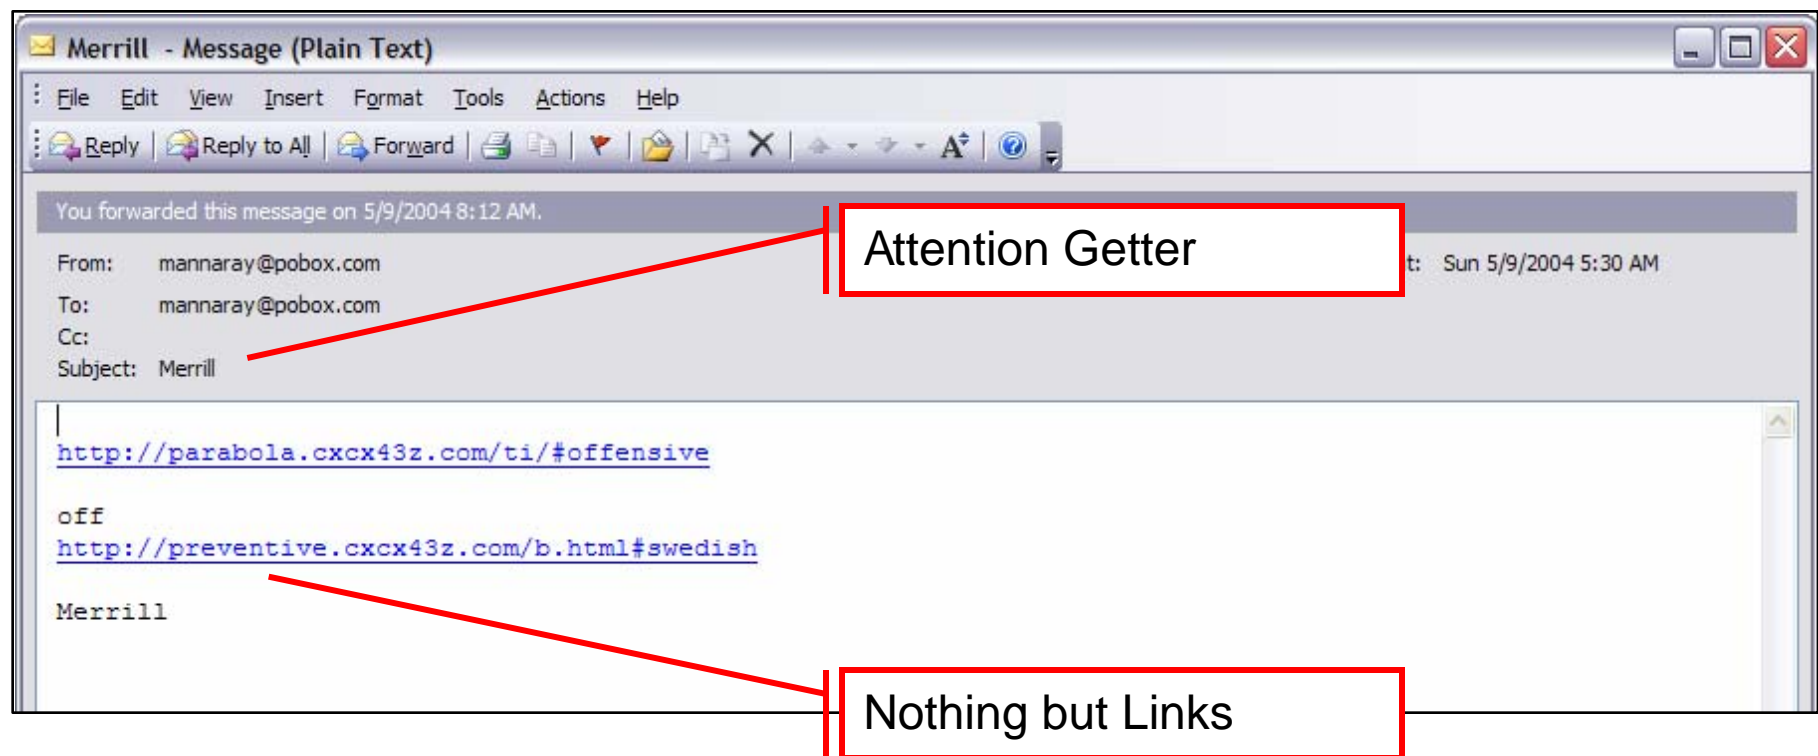 Merrill - Message (Plain Text)
File Edit View Insert Format Tools Actions Help
Reply Reply to All Forward
You forwarded this message on 5/9/2004 8:12 AM.
Attention Getter
From: mannaray@pobox.com t: Sun 5/9/2004 5:30 AM
To: mannaray@pobox.com
Cc:
Subject: Merrill
http://parabola.cxcx43z.com/ti/#offensive
off
http://preventive.cxcx43z.com/b.html#swedish
Merrill
Nothing but Links